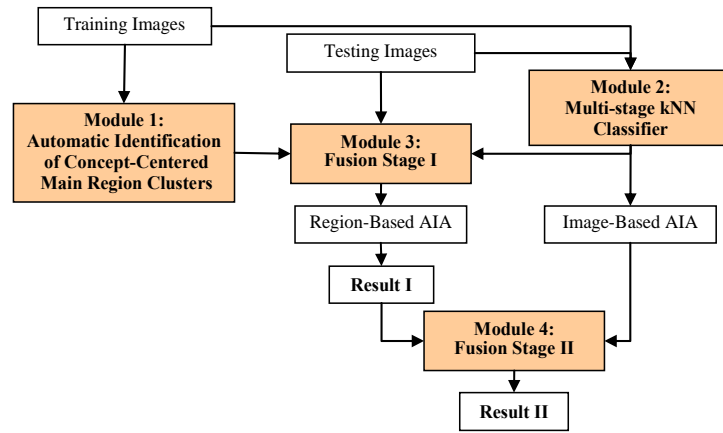 Training Images
Testing Images
Module 1:
Automatic Identification
of Concept-Centered
Main Region Clusters
Module 2:
Multi-stage kNN
Classifier
Module 3:
Fusion Stage I
Region-Based AIA
Image-Based AIA
Result I
Module 4:
Fusion Stage II
Result II